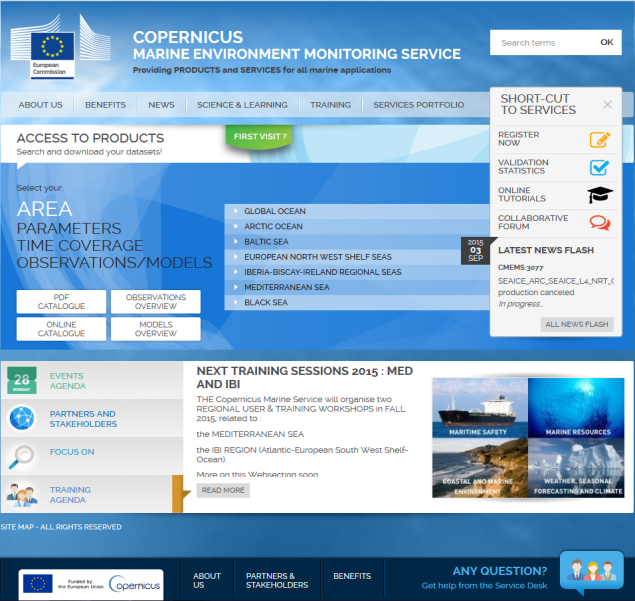 European
Commission
COPERNICUS
MARINE ENVIRONMENT MONITORING SERVICE
Providing PRODUCTS and SERVICES for all marine applications
Search terms OK
ABOUT US BENEFITS NEWS SCIENCE & LEARNING TRAINING SERVICES PORTFOLIO
SHORT-CUT
TO SERVICES
REGISTER
NOW
VALIDATION
STATISTICS
ONLINE
TUTORIALS
COLLABORATIVE
FORUM
2015
03
SEP
LATEST NEWS FLASH
CMEMS:3077
SEAICE_ARC_SEAICE_L4_NRT_
production canceled
In progress...
ALL NEWS FLASH
ACCESS TO PRODUCTS
Search and download your datasets!
FIRST VISIT ?
Select your:
AREA
PARAMETERS
TIME COVERAGE
OBSERVATIONS/MODELS
GLOBAL OCEAN
ARCTIC OCEAN
BALTIC SEA
EUROPEAN NORTH WEST SHELF SEAS
IBERIA-BISCAY-IRELAND REGIONAL SEAS
MEDITERRANEAN SEA
BLACK SEA
PDF
CATALOGUE
OBSERVATIONS
OVERVIEW
ONLINE
CATALOGUE
MODELS
OVERVIEW
28
MONDAY
EVENTS
AGENDA
PARTNERS AND
STAKEHOLDERS
FOCUS ON
TRAINING
AGENDA
NEXT TRAINING SESSIONS 2015 : MED
AND IBI
THE Copernicus Marine Service will organise two
REGIONAL USER & TRAINING WORKSHOPS in FALL
2015, related to :
the MEDITERRANEAN SEA
the IBI REGION (Atlantic-European South West Shelf-
Ocean).
More on this Websection soon
READ MORE
MARITIME SAFETY
MARINE RESOURCES
COASTAL AND MARINE
ENVIRONMENT
WEATHER, SEASONAL
FORECASTING AND CLIMATE
SITE MAP - ALL RIGHTS RESERVED
Funded by
the European Union
Copernicus
ABOUT
US
PARTNERS &
STAKEHOLDERS
BENEFITS
ANY QUESTION?
Get help from the Service Desk